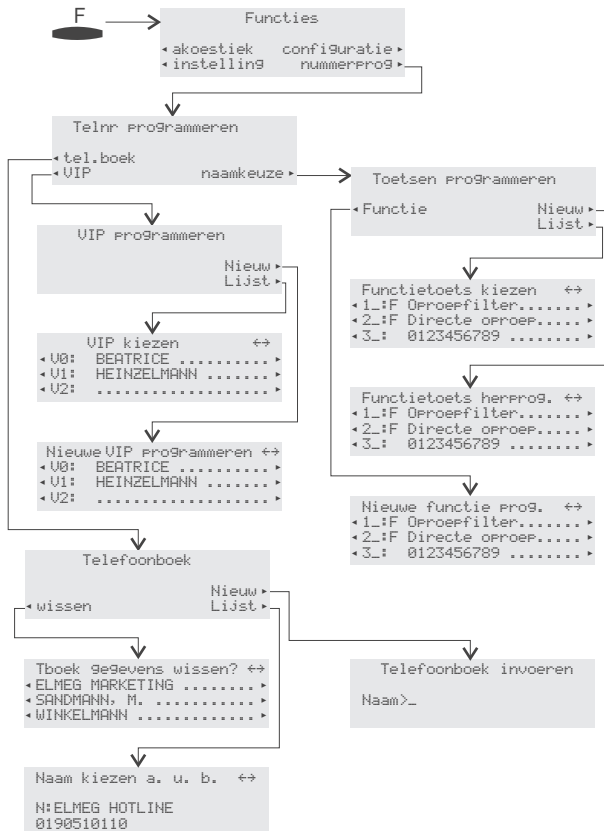 F
Functies
akoestiek configuratie
instelling nummerprog
Telnr programmeren
tel.boek
VIP naamkeuze
Toetsen programmeren
Functie Nieuw
Lijst
VIP programmeren
Nieuw
Lijst
Functietoets kiezen ↔
1_:F Oproepfilter.......
2_:F Directe oproep.....
3_: 0123456789 ........
VIP kiezen ↔
V0: BEATRICE ..........
V1: HEINZELMANN .......
V2: ...................
Functietoets herprog. ↔
1_:F Oproepfilter.......
2_:F Directe oproep.....
3_: 0123456789 ........
Nieuwe VIP programmeren ↔
V0: BEATRICE ..........
V1: HEINZELMANN .......
V2: ...................
Nieuwe functie prog. ↔
1_:F Oproepfilter.......
2_:F Directe oproep.....
3_: 0123456789 ........
Telefoonboek
Nieuw
wissen Lijst
Tboek gegevens wissen? ↔
ELMEG MARKETING ........
SANDMANN, M. ...........
WINKELMANN .............
Telefoonboek invoeren
Naam>_
Naam kiezen a. u. b. ↔
N:ELMEG HOTLINE
0190510110